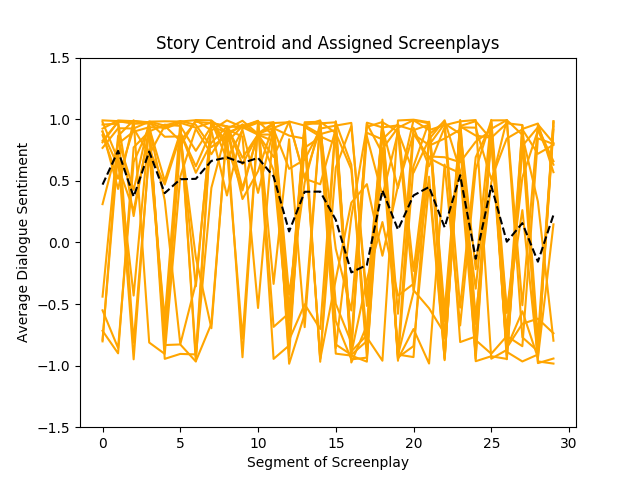 Story Centroid and Assigned Screenplays
1.5
1.0
0.5
0.0
−0.5
−1.0
−1.5
Average Dialogue Sentiment
0 5 10 15 20 25 30
Segment of Screenplay